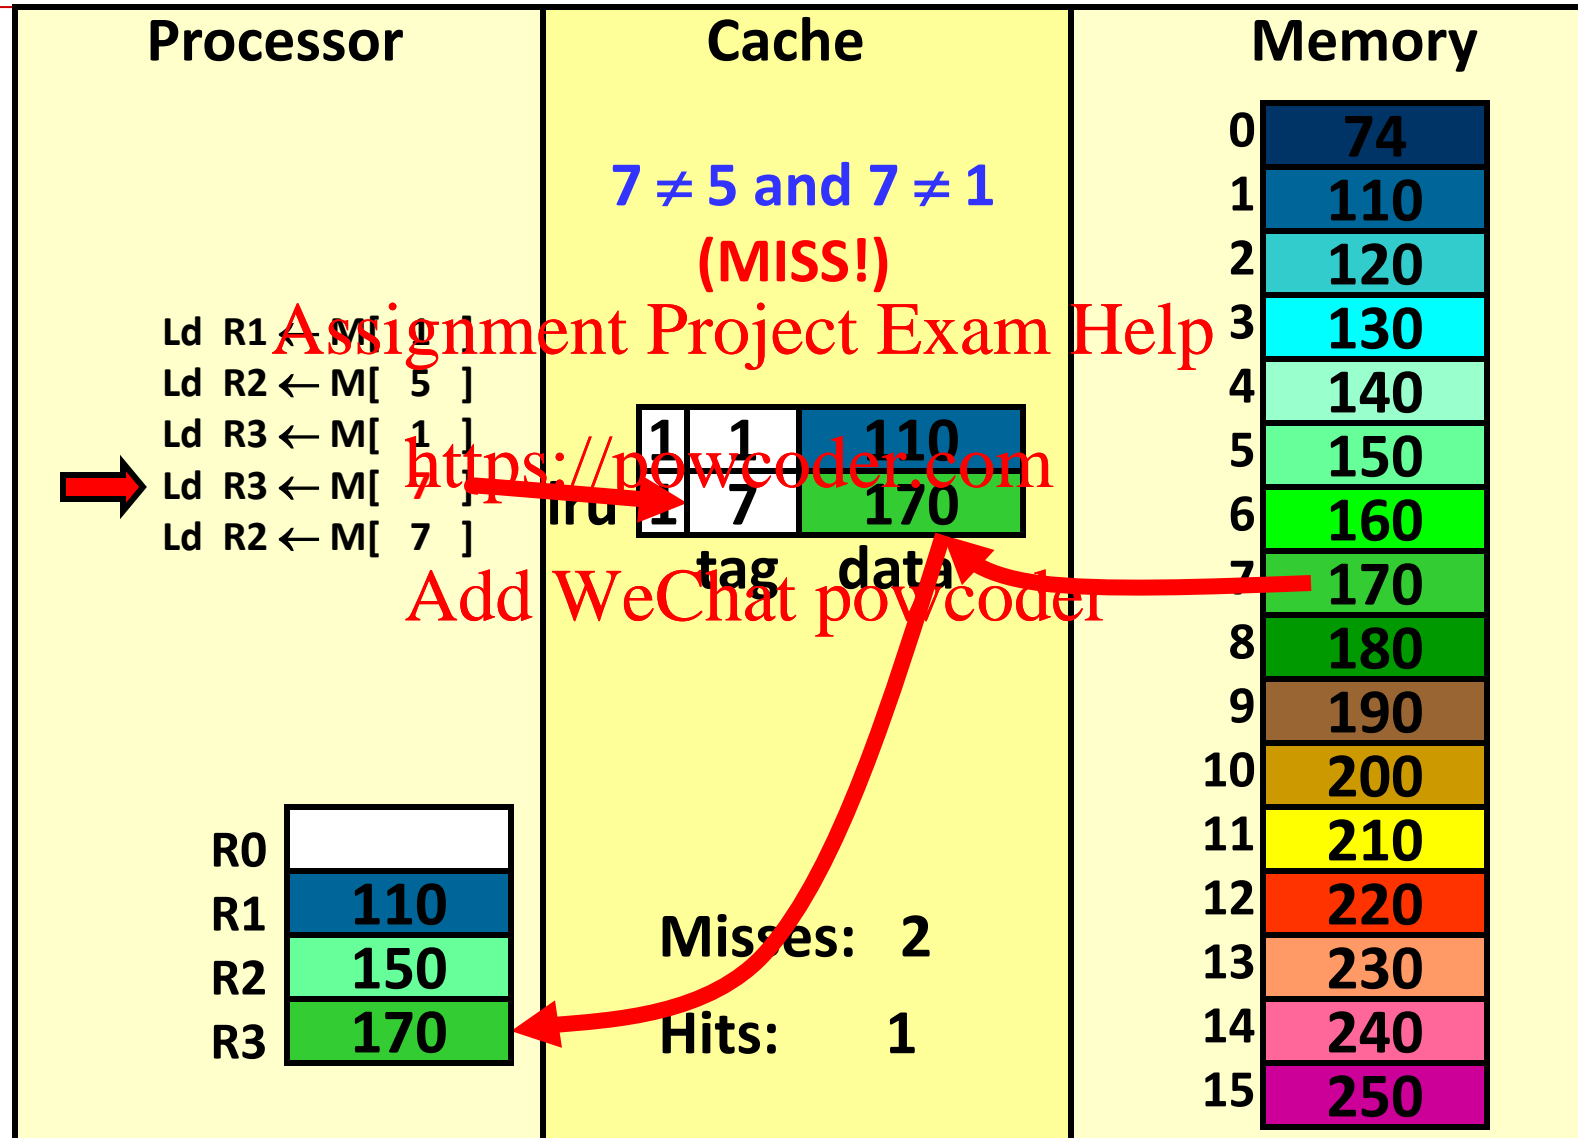 Processor
Cache
Memory
7 ≠ 5 and 7 ≠ 1
(MISS!)
Assignment Project Exam Help
Ld R1 ← M[ 1 ]
Ld R2 ← M[ 5 ]
Ld R3 ← M[ 1 ]
Ld R3 ← M[ 7 ]
Ld R2 ← M[ 7 ]
https://powcoder.com
Add WeChat powcoder
1 1 110
lru 1 7 170
tag data
R0
R1 110
R2 150
R3 170
Misses: 2
Hits: 1
0 74
1 110
2 120
3 130
4 140
5 150
6 160
7 170
8 180
9 190
10 200
11 210
12 220
13 230
14 240
15 250